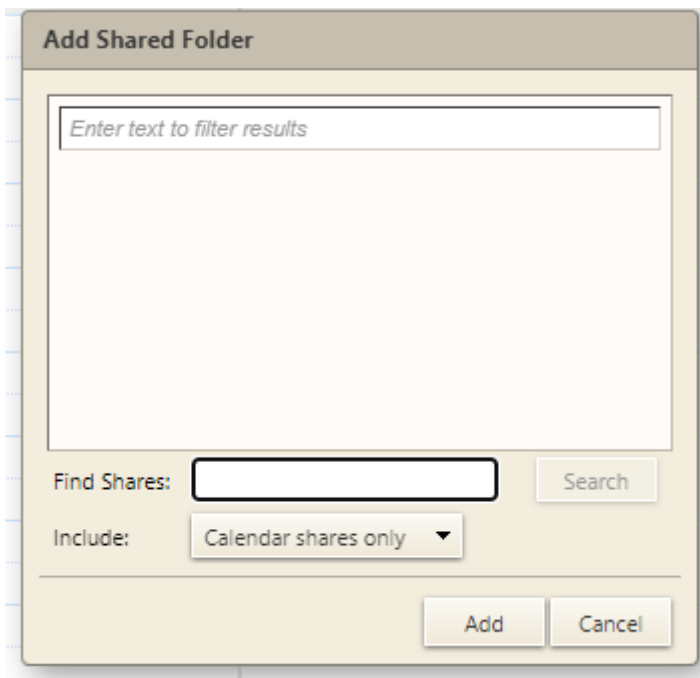 Add Shared Folder
Enter text to filter results
Find Shares:
Search
Include:
Calendar shares only
Add
Cancel